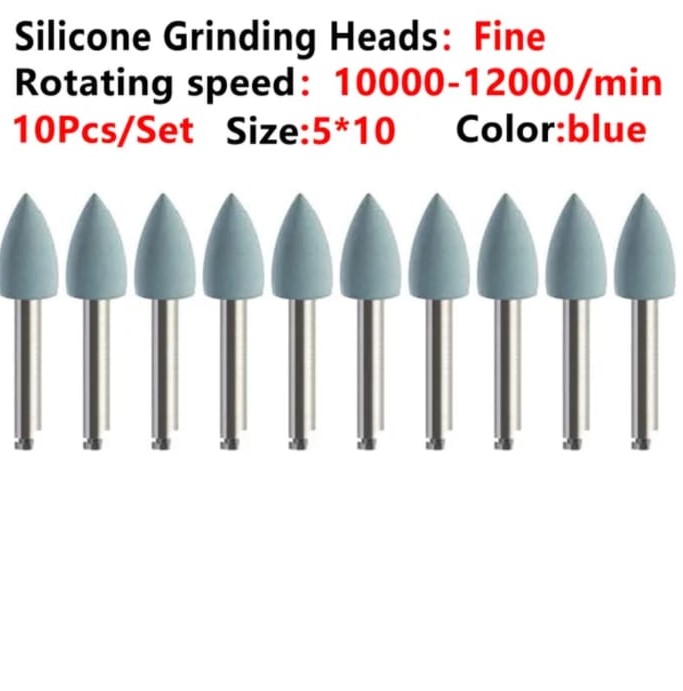 Silicone Grinding Heads: Fine
Rotating speed: 10000-12000/min
10Pcs/Set Size:5*10 Color:blue